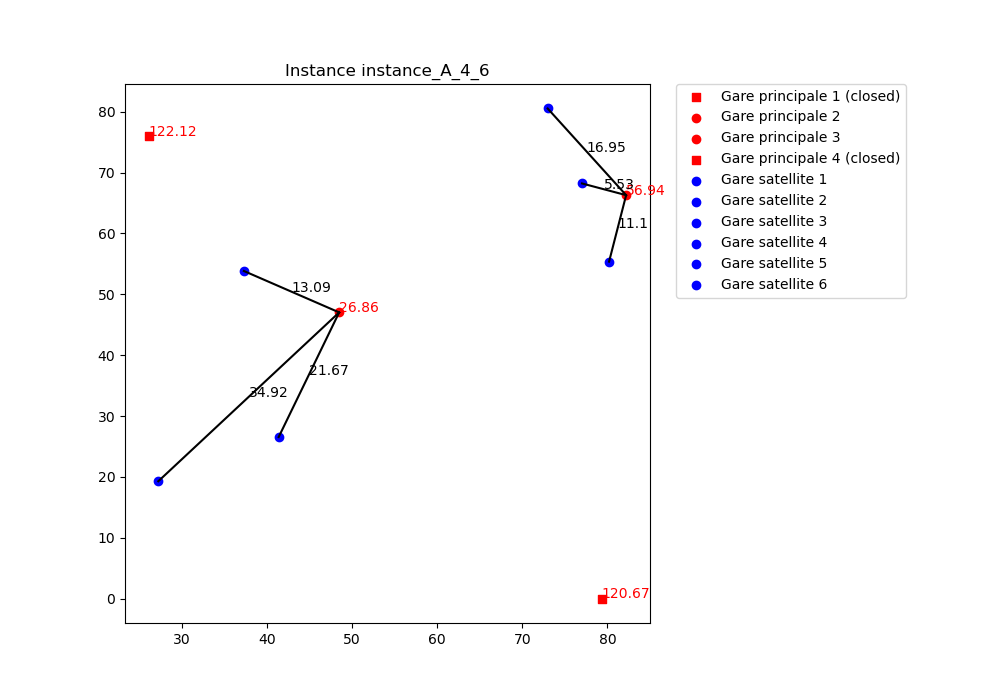 Instance instance_A_4_6
80
70
60
50
40
30
20
10
0
30
40
50
60
70
80
122.12
16.95
5.53
11.1
13.09
26.86
21.67
34.92
120.67
Gare principale 1 (closed)
Gare principale 2
Gare principale 3
Gare principale 4 (closed)
Gare satellite 1
Gare satellite 2
Gare satellite 3
Gare satellite 4
Gare satellite 5
Gare satellite 6